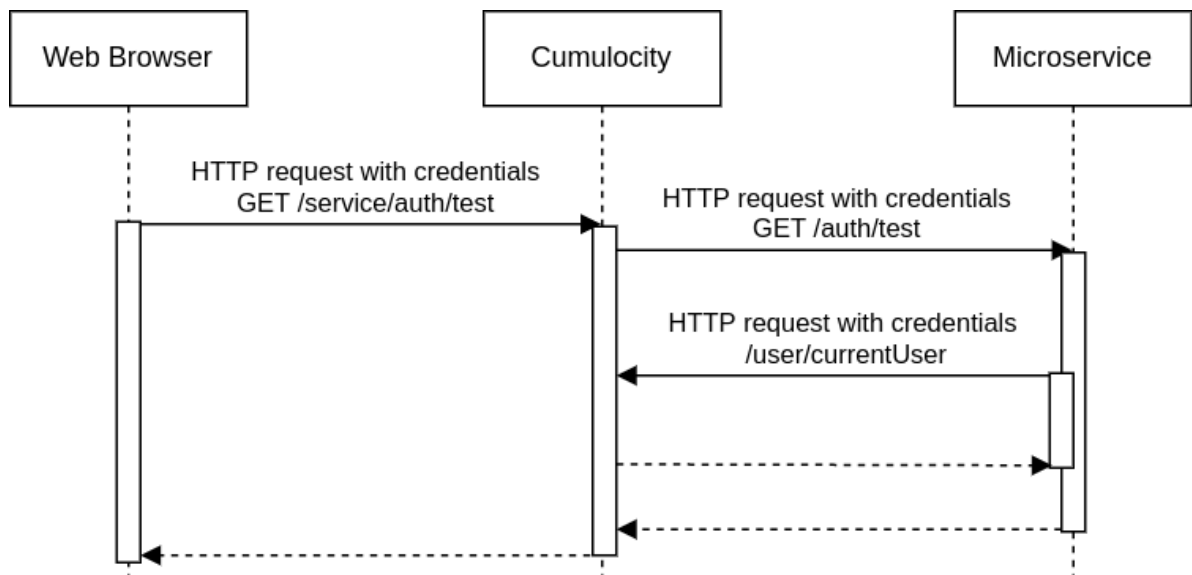 Web Browser
Cumulocity
Microservice
HTTP request with credentials
GET /service/auth/test
HTTP request with credentials
GET /auth/test
HTTP request with credentials
/user/currentUser